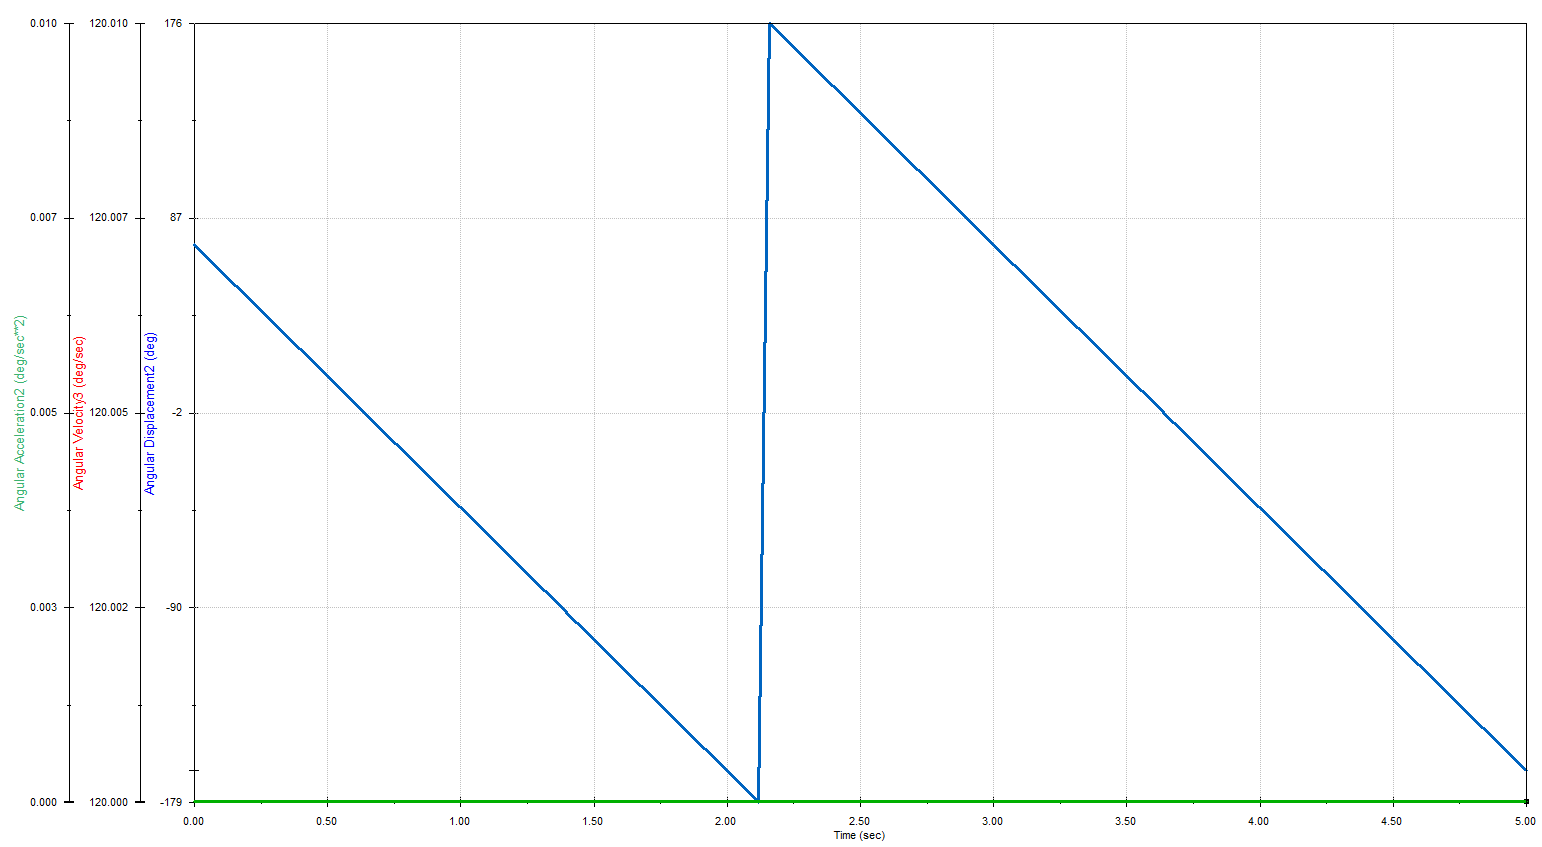 0.010 120.010 176
0.007 120.007 87
0.005 120.005 -2
0.003 120.002 -90
0.000 120.000 -179
Angular Acceleration2 (deg/sec**2)
Angular Velocity3 (deg/sec)
Angular Displacement2 (deg)
0.00 0.50 1.00 1.50 2.00 2.50 3.00 3.50 4.00 4.50 5.00
Time (sec)